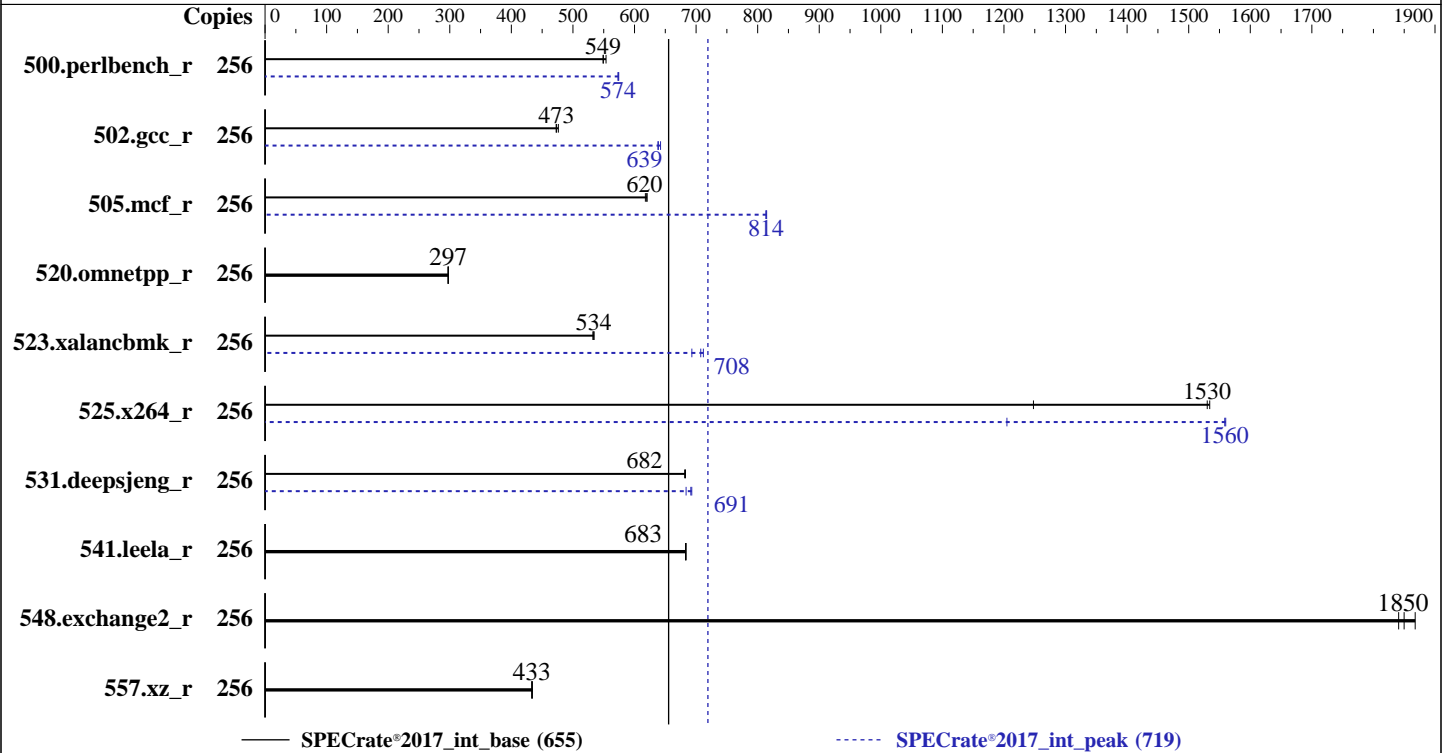 Copies 0 100 200 300 400 500 600 700 800 900 1000 1100 1200 1300 1400 1500 1600 1700 1900
549
500.perlbench_r 256
574
473
502.gcc_r 256
639
620
505.mcf_r 256
814
297
520.omnetpp_r 256
534
523.xalancbmk_r 256
708
1530
525.x264_r 256
1560
682
531.deepsjeng_r 256
691
683
541.leela_r 256
1850
548.exchange2_r 256
433
557.xz_r 256
SPECrate®2017_int_base (655) SPECrate®2017_int_peak (719)